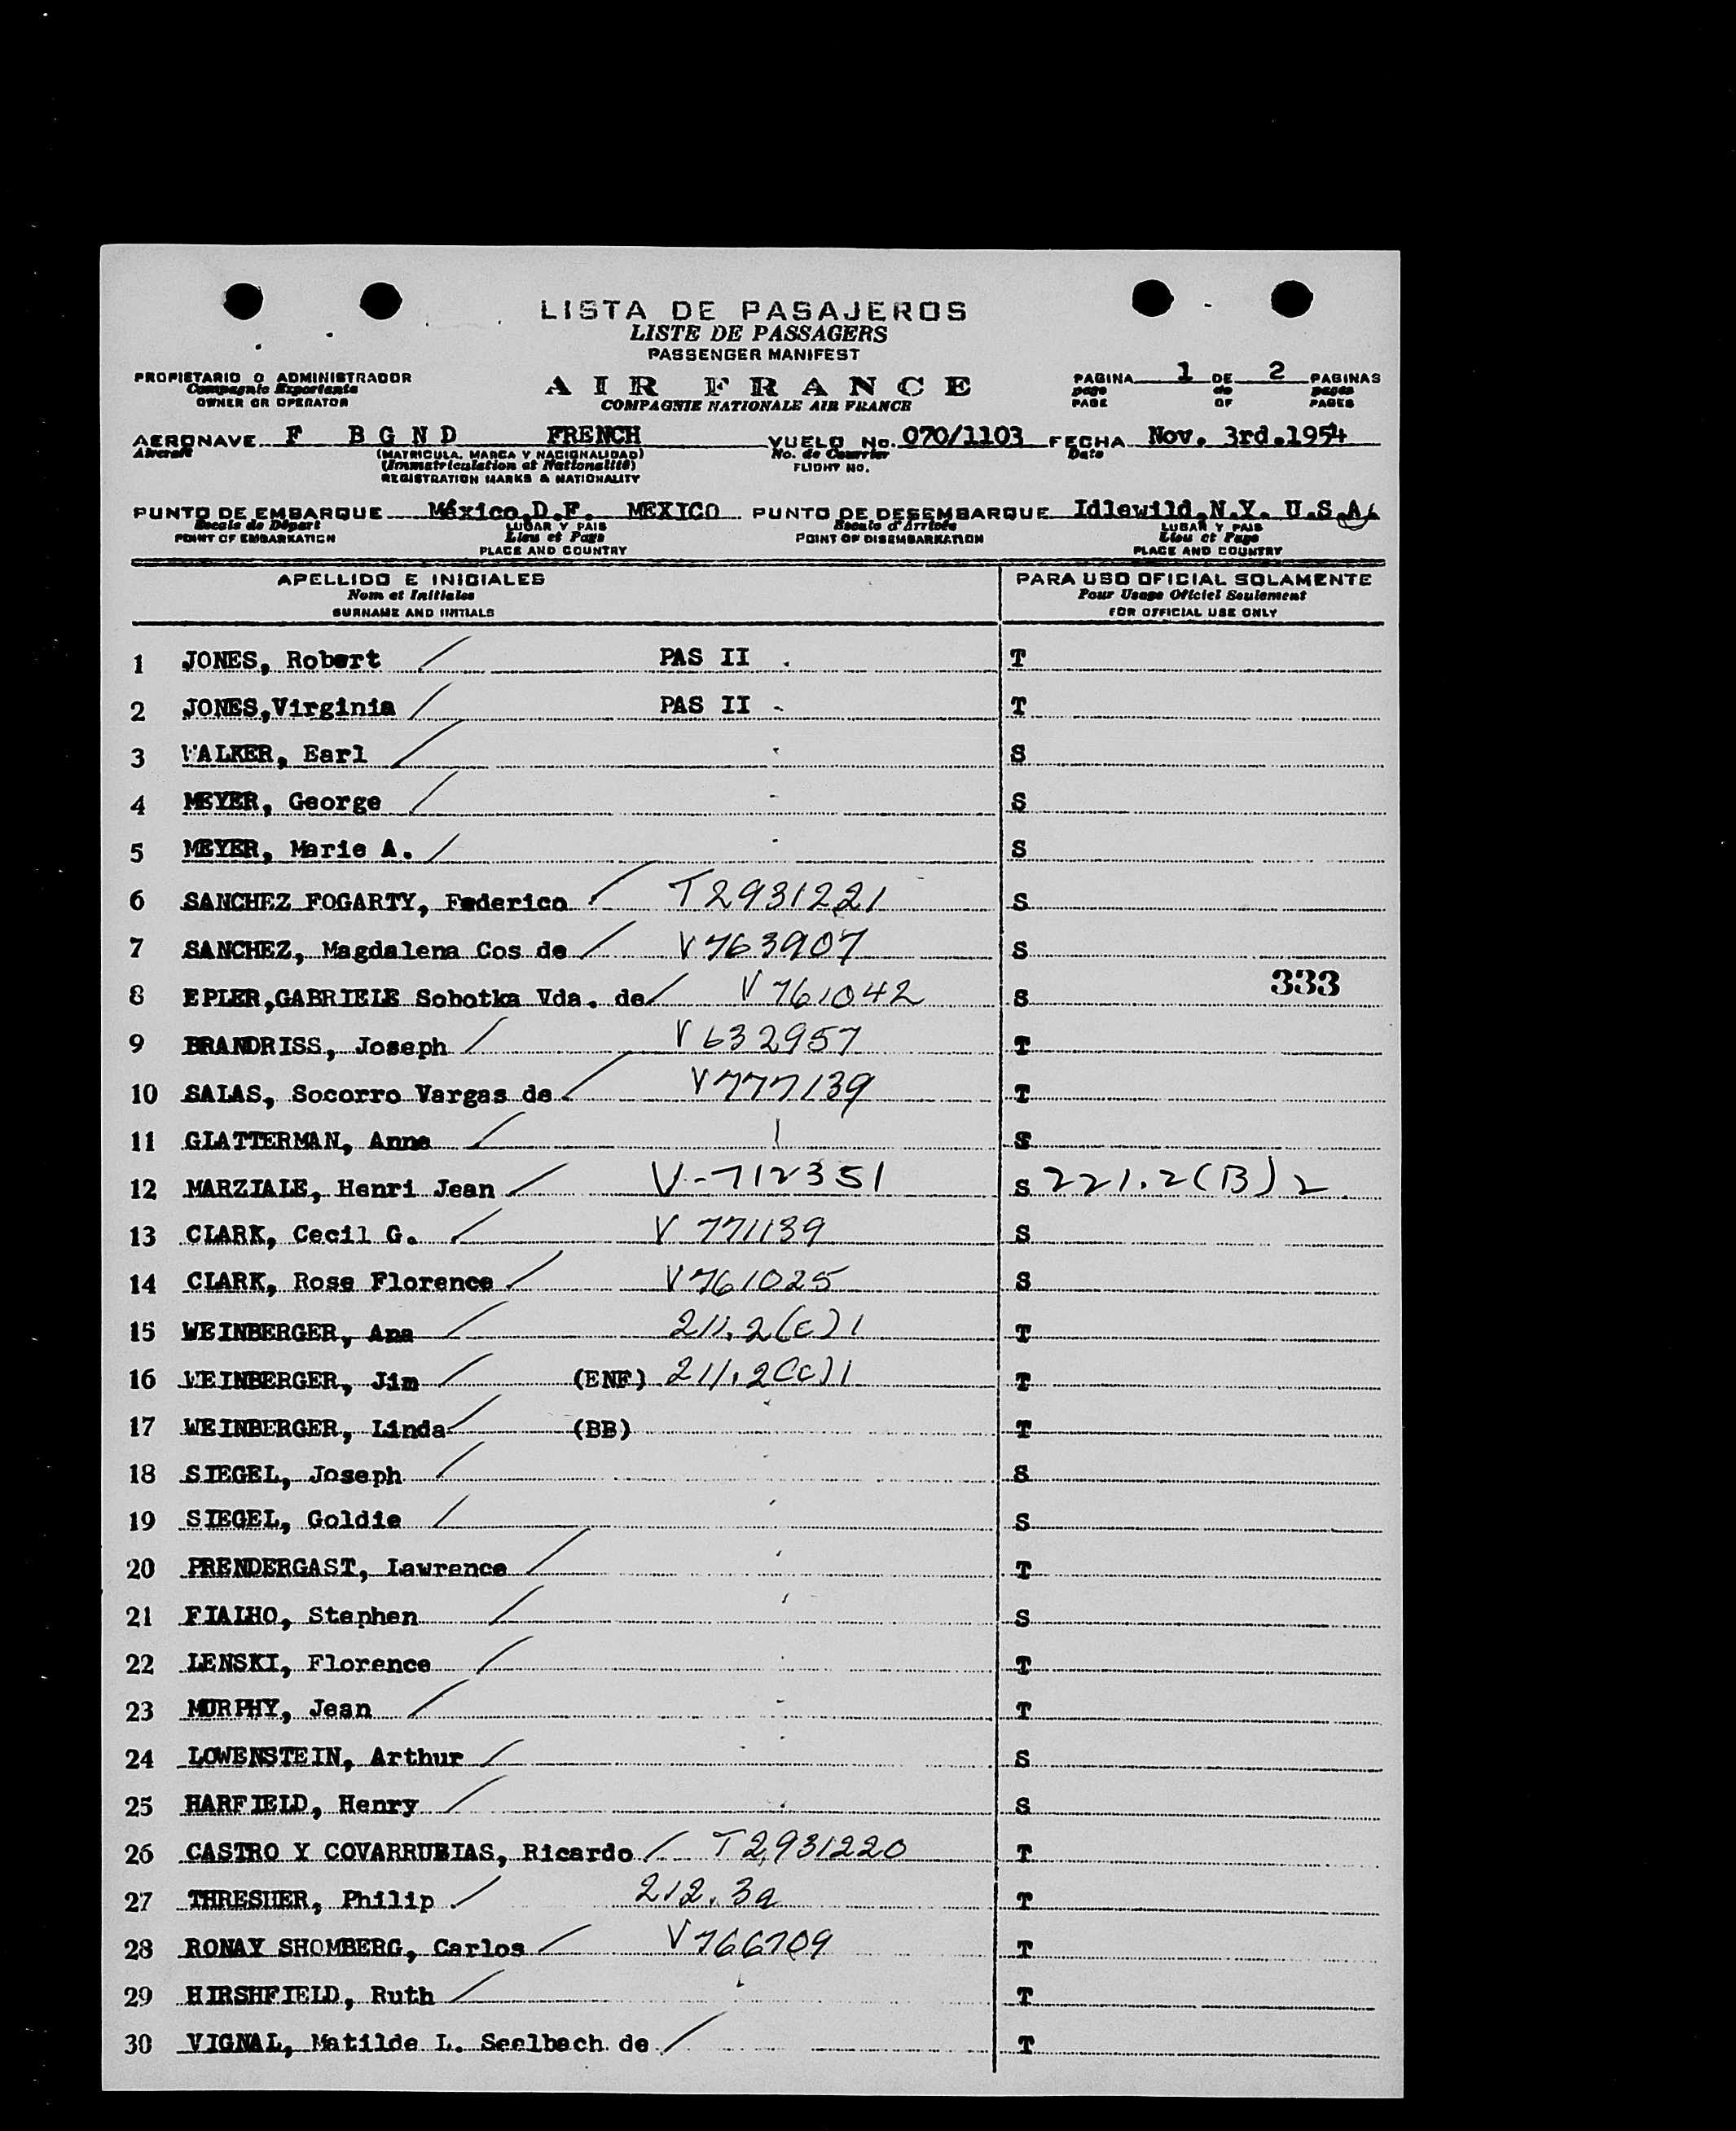 LISTA DE PASAJEROS
LISTE DE PASSAGERS
PASSENGER MANIFEST
PROPIETARIO O ADMINISTRADOR
Compagnie Exportante
OWNER OR OPERATOR
AIR FRANCE
COMPAGNIE NATIONALE AIR FRANCE
PAGINA 1 DE 2 PAGINAS
page de pages
PAGE OF PAGES
AERONAVE F B G N D FRENCH VUELO No. 070/1103 FECHA Nov. 3rd.1954
Aircraft (MATRICULA, MARCA Y NACIONALIDAD) No. de Courrier Date
(Immatriculation et Nationalité) FLIGHT NO.
REGISTRATION MARKS & NATIONALITY
PUNTO DE EMBARQUE México,D.F. MEXICO PUNTO DE DESEMBARQUE Idlewild,N.Y. U.S.A.
Escale de Départ LUGAR Y PAIS Escale d'Arrivée LUGAR Y PAIS
POINT OF EMBARKATION Lieu et Pays POINT OF DISEMBARKATION Lieu et Pays
PLACE AND COUNTRY PLACE AND COUNTRY
APELLIDO E INICIALES PARA USO OFICIAL SOLAMENTE
Nom et Initiales Pour Usage Officiel Seulement
SURNAME AND INITIALS FOR OFFICIAL USE ONLY
1 JONES, Robert / PAS II T
2 JONES,Virginia / PAS II T
3 WALKER, Earl / S
4 MEYER, George / S
5 MEYER, Marie A. / S
6 SANCHEZ FOGARTY, Federico / T2931221 S
7 SANCHEZ, Magdalena Cos de / V763907 S
333
8 EPLER,GABRIELE Sobotka Vda. de / V761042 S
9 BRANDRISS, Joseph / V632957 T
10 SALAS, Socorro Vargas de / V777139 T
11 GLATTERMAN, Anne / S
12 MARZIALE, Henri Jean / V-712351 S 221.2(B)2
13 CLARK, Cecil G. / V 771139 S
14 CLARK, Rose Florence / V761025 S
15 WEINBERGER, Ana / 211.2(c)1 T
16 WEINBERGER, Jim / (ENF) 211.2(c)1 T
17 WEINBERGER, Linda / (BB) T
18 SIEGEL, Joseph / S
19 SIEGEL, Goldie / S
20 PRENDERGAST, Lawrence / T
21 FIALHO, Stephen / S
22 LENSKI, Florence / T
23 MURPHY, Jean / T
24 LOWENSTEIN, Arthur / S
25 HARFIELD, Henry / S
26 CASTRO Y COVARRUBIAS, Ricardo / T2931220 T
27 THRESHER, Philip / 212.3a T
28 RONAY SHOMBERG, Carlos / V766709 T
29 HIRSHFIELD, Ruth / T
30 VIGNAL, Matilde L. Seelbach de / T